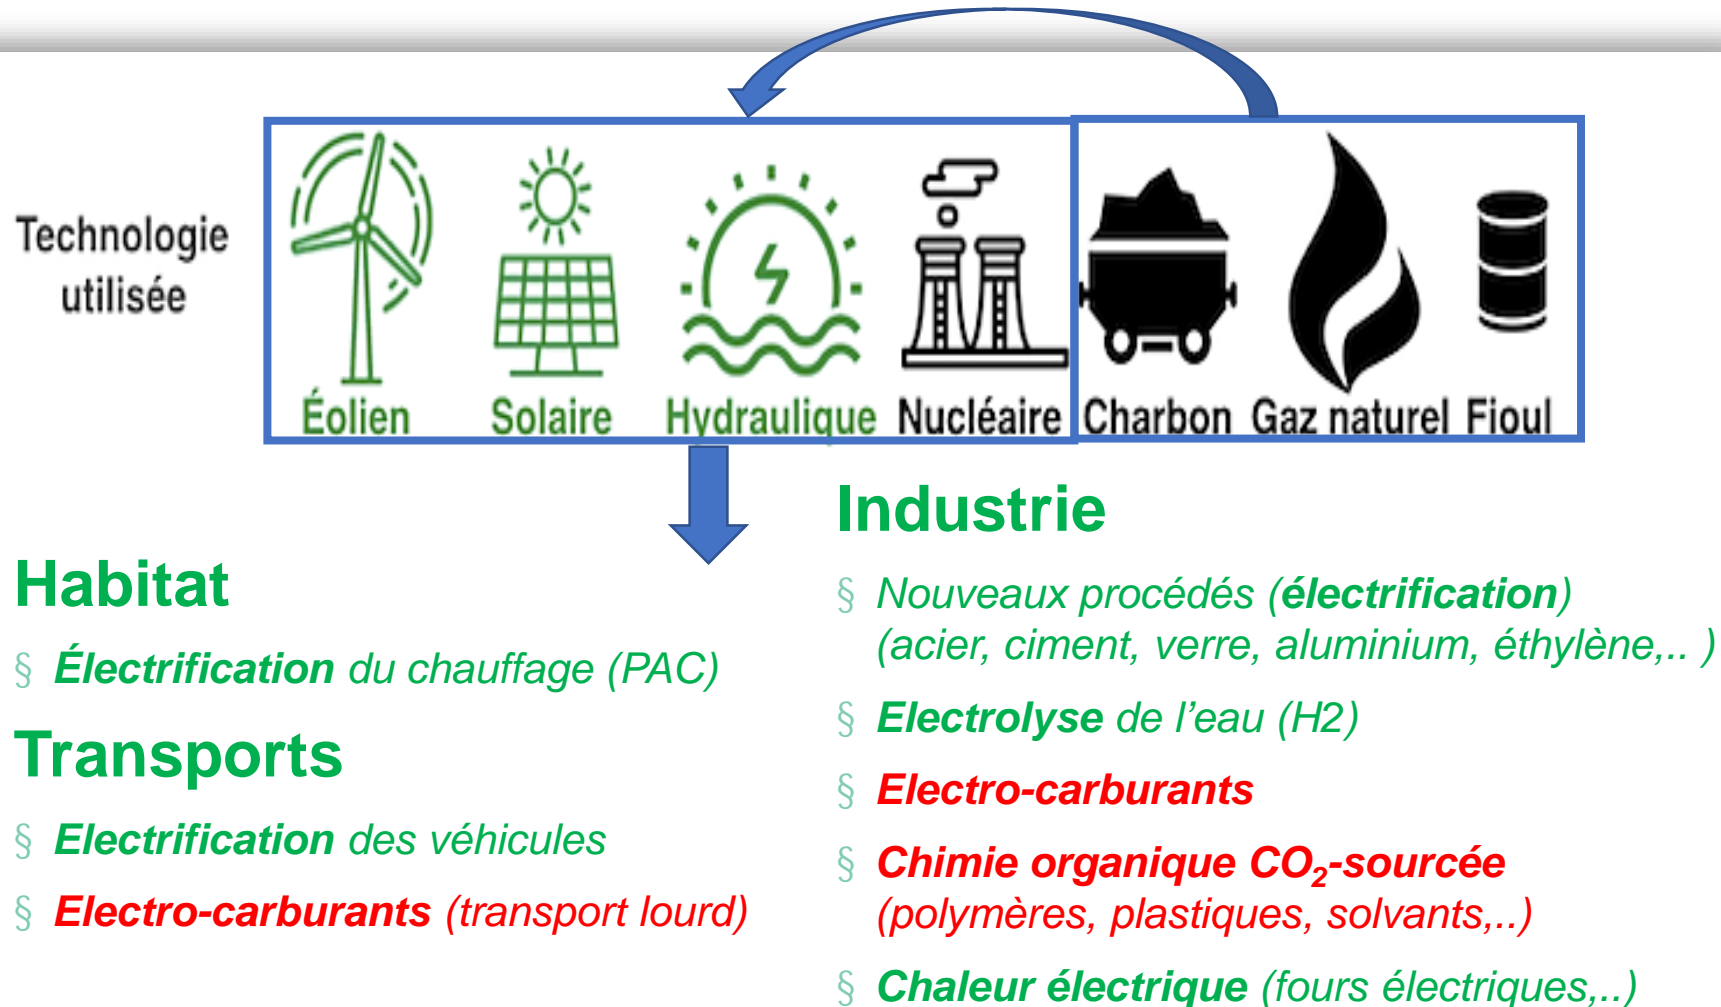 Technologie
utilisée
Éolien Solaire Hydraulique Nucléaire Charbon Gaz naturel Fioul
Habitat
§ Électrification du chauffage (PAC)
Transports
§ Electrification des véhicules
§ Electro-carburants (transport lourd)
Industrie
§ Nouveaux procédés (électrification)
(acier, ciment, verre, aluminium, éthylène,.. )
§ Electrolyse de l’eau (H2)
§ Electro-carburants
§ Chimie organique CO₂-sourcée
(polymères, plastiques, solvants,..)
§ Chaleur électrique (fours électriques,..)